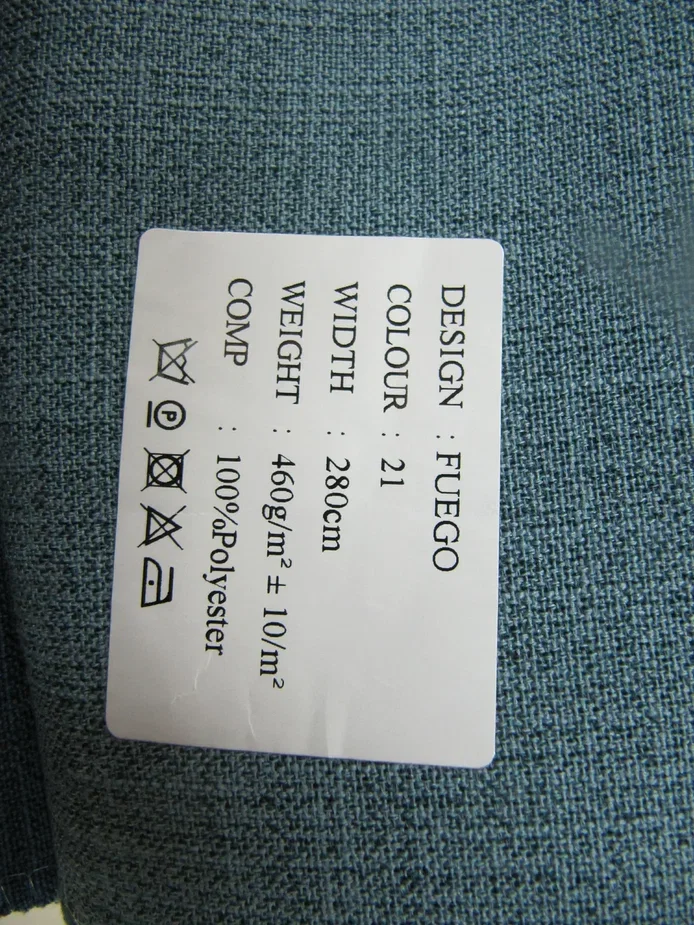 DESIGN : FUEGO
COLOUR : 21
WIDTH : 280cm
WEIGHT : 460g/m² ± 10/m²
COMP : 100%Polyester
P